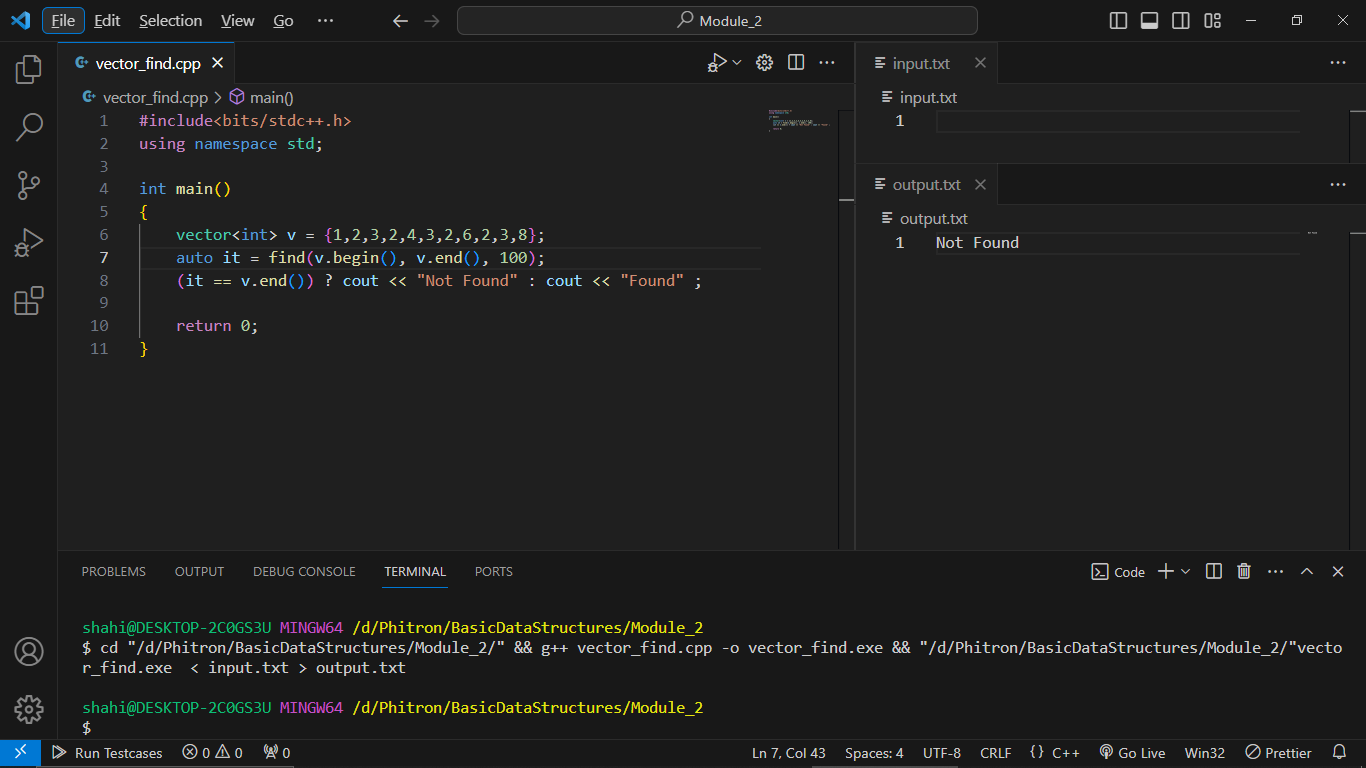 File Edit Selection View Go ··· Module_2
vector_find.cpp
vector_find.cpp > main()
1 #include<bits/stdc++.h>
2 using namespace std;
3
4 int main()
5 {
6 vector<int> v = {1,2,3,2,4,3,2,6,2,3,8};
7 auto it = find(v.begin(), v.end(), 100);
8 (it == v.end()) ? cout << "Not Found" : cout << "Found" ;
9
10 return 0;
11 }
input.txt
input.txt
1
output.txt
output.txt
1 Not Found
PROBLEMS OUTPUT DEBUG CONSOLE TERMINAL PORTS Code
shahi@DESKTOP-2C0GS3U MINGW64 /d/Phitron/BasicDataStructures/Module_2
$ cd "/d/Phitron/BasicDataStructures/Module_2/" && g++ vector_find.cpp -o vector_find.exe && "/d/Phitron/BasicDataStructures/Module_2/"vecto
r_find.exe < input.txt > output.txt
shahi@DESKTOP-2C0GS3U MINGW64 /d/Phitron/BasicDataStructures/Module_2
$
Run Testcases 0 0 0 Ln 7, Col 43 Spaces: 4 UTF-8 CRLF {} C++ Go Live Win32 Prettier